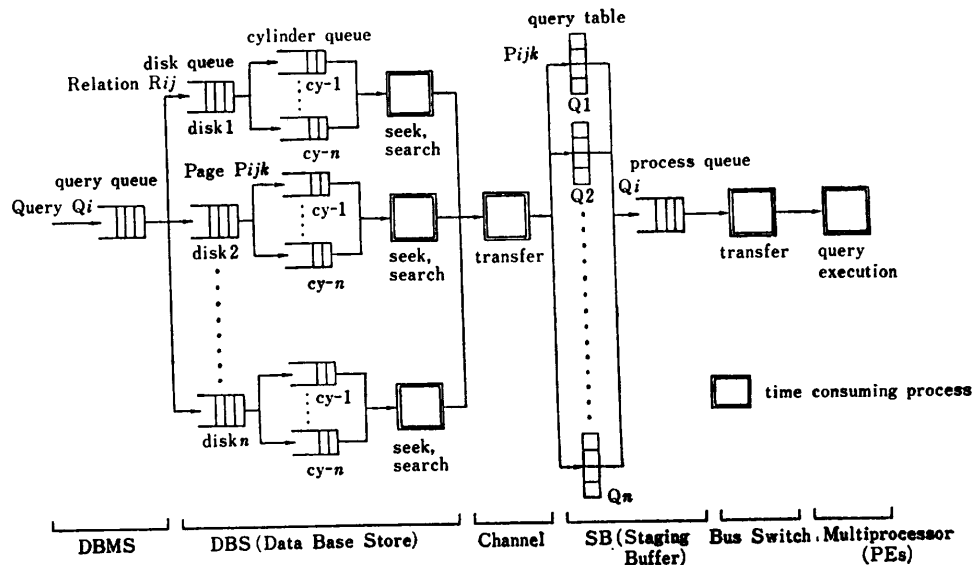 query table
cylinder queue
Pijk
disk queue
Relation Rij
cy-1
Q1
disk1
seek,
search
cy-n
Page Pijk
process queue
query queue
cy-1
Q2
Qi
Query Qi
disk2
seek,
search
transfer
transfer
query
execution
cy-n
cy-1
time consuming process
diskn
seek,
search
cy-n
Qn
DBMS
DBS (Data Base Store)
Channel
SB (Staging
Buffer)
Bus Switch
Multiprocessor
(PEs)